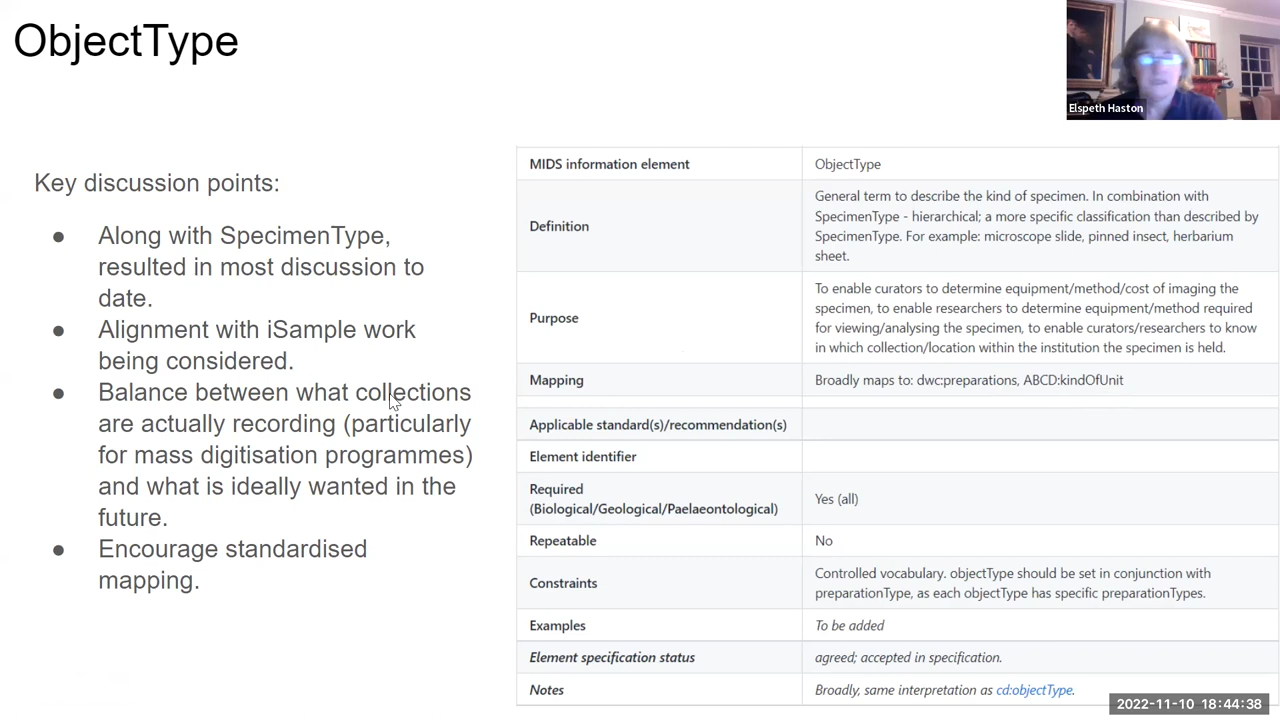 ObjectType
Elspeth Haston
Key discussion points:
● Along with SpecimenType,
resulted in most discussion to
date.
● Alignment with iSample work
being considered.
● Balance between what collections
are actually recording (particularly
for mass digitisation programmes)
and what is ideally wanted in the
future.
● Encourage standardised
mapping.
MIDS information element ObjectType
Definition
General term to describe the kind of specimen. In combination with
SpecimenType - hierarchical; a more specific classification than described by
SpecimenType. For example: microscope slide, pinned insect, herbarium
sheet.
Purpose
To enable curators to determine equipment/method/cost of imaging the
specimen, to enable researchers to determine equipment/method required
for viewing/analysing the specimen, to enable curators/researchers to know
in which collection/location within the institution the specimen is held.
Mapping Broadly maps to: dwc:preparations, ABCD:kindOfUnit
Applicable standard(s)/recommendation(s)
Element identifier
Required
(Biological/Geological/Paelaeontological) Yes (all)
Repeatable No
Constraints
Controlled vocabulary. objectType should be set in conjunction with
preparationType, as each objectType has specific preparationTypes.
Examples To be added
Element specification status agreed; accepted in specification.
Notes Broadly, same interpretation as cd:objectType.
2022-11-10 18:44:38